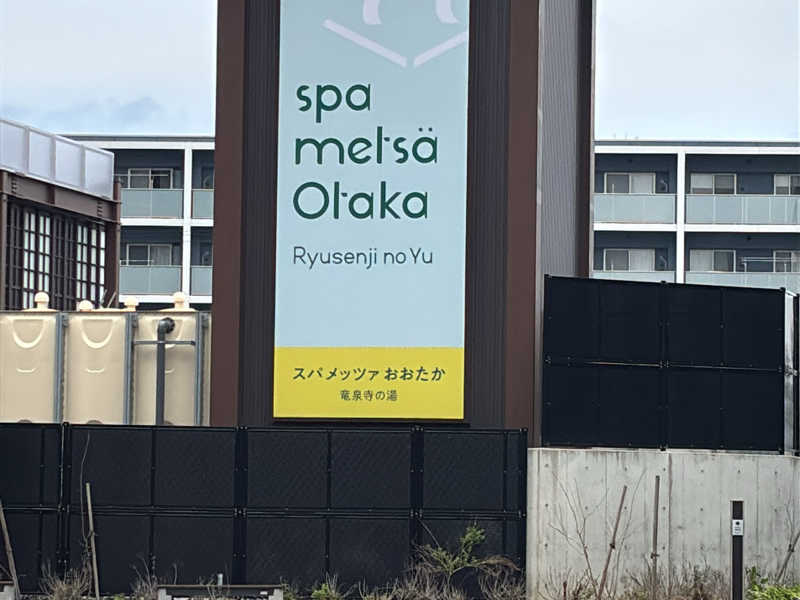 spa
metsä
Otaka
Ryusenji no Yu
スパメッツァ おおたか
竜泉寺の湯